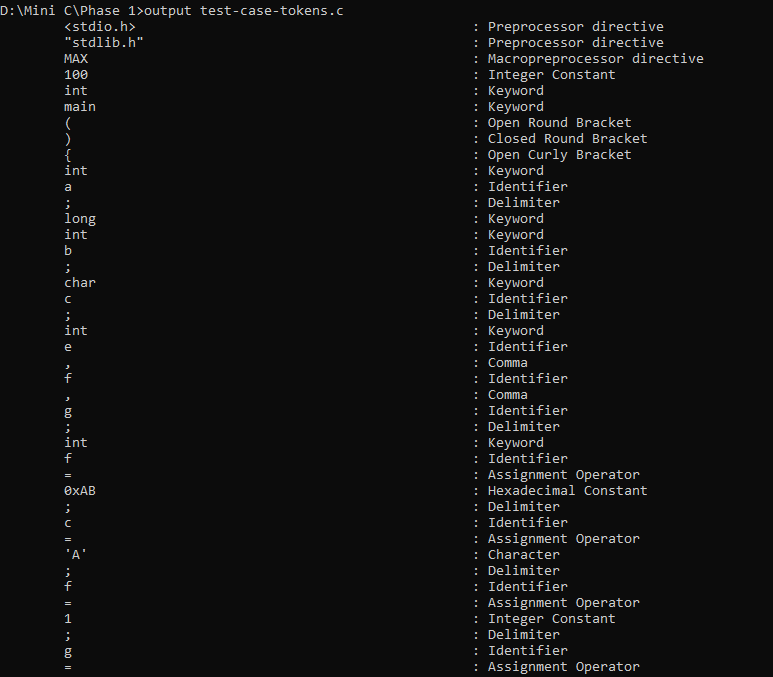 D:\Mini C\Phase 1>output test-case-tokens.c
<stdio.h> : Preprocessor directive
"stdlib.h" : Preprocessor directive
MAX : Macropreprocessor directive
100 : Integer Constant
int : Keyword
main : Keyword
( : Open Round Bracket
) : Closed Round Bracket
{ : Open Curly Bracket
int : Keyword
a : Identifier
; : Delimiter
long : Keyword
int : Keyword
b : Identifier
; : Delimiter
char : Keyword
c : Identifier
; : Delimiter
int : Keyword
e : Identifier
, : Comma
f : Identifier
, : Comma
g : Identifier
; : Delimiter
int : Keyword
f : Identifier
= : Assignment Operator
0xAB : Hexadecimal Constant
; : Delimiter
c : Identifier
= : Assignment Operator
'A' : Character
; : Delimiter
f : Identifier
= : Assignment Operator
1 : Integer Constant
; : Delimiter
g : Identifier
= : Assignment Operator